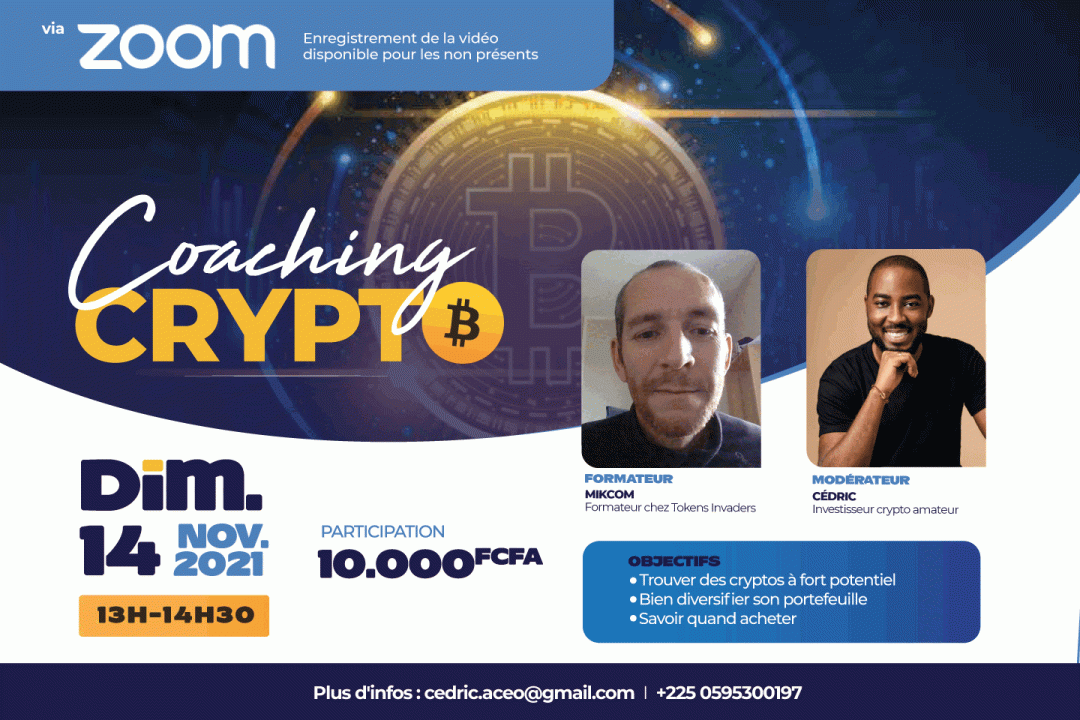 via zoom
Enregistrement de la vidéo
disponible pour les non présents
Coaching
CRYPTO
FORMATEUR
MIKCOM
Formateur chez Tokens Invaders
MODÉRATEUR
CÉDRIC
Investisseur crypto amateur
Dim.
14 NOV.
2021
13H-14H30
PARTICIPATION
10.000FCFA
OBJECTIFS
•Trouver des cryptos à fort potentiel
•Bien diversifier son portefeuille
•Savoir quand acheter
Plus d'infos : cedric.aceo@gmail.com | +225 0595300197